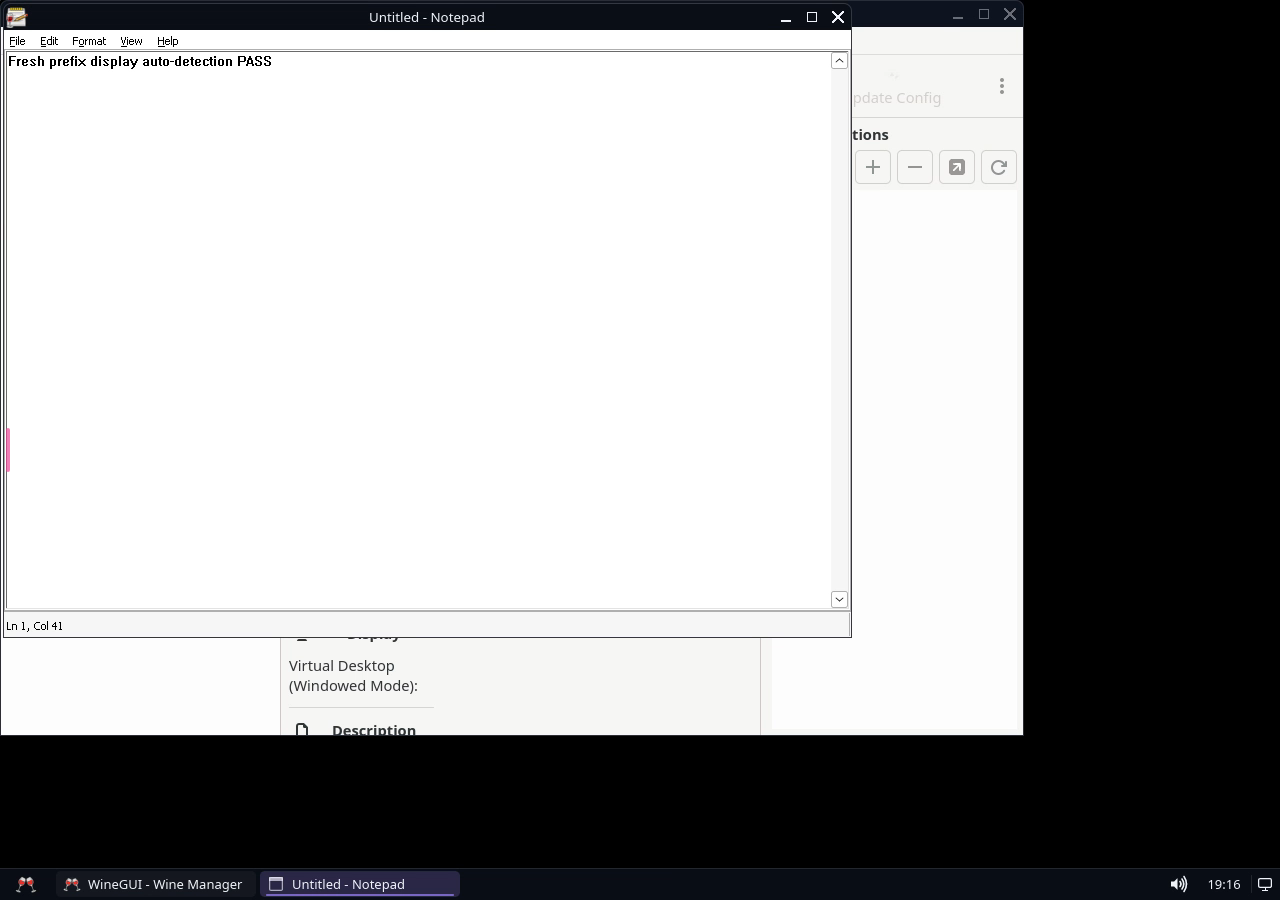 Untitled - Notepad
File Edit Format View Help
Fresh prefix display auto-detection PASS
Ln 1, Col 41
pdate Config
tions
Display
Virtual Desktop
(Windowed Mode):
Description
WineGUI - Wine Manager
Untitled - Notepad
19:16